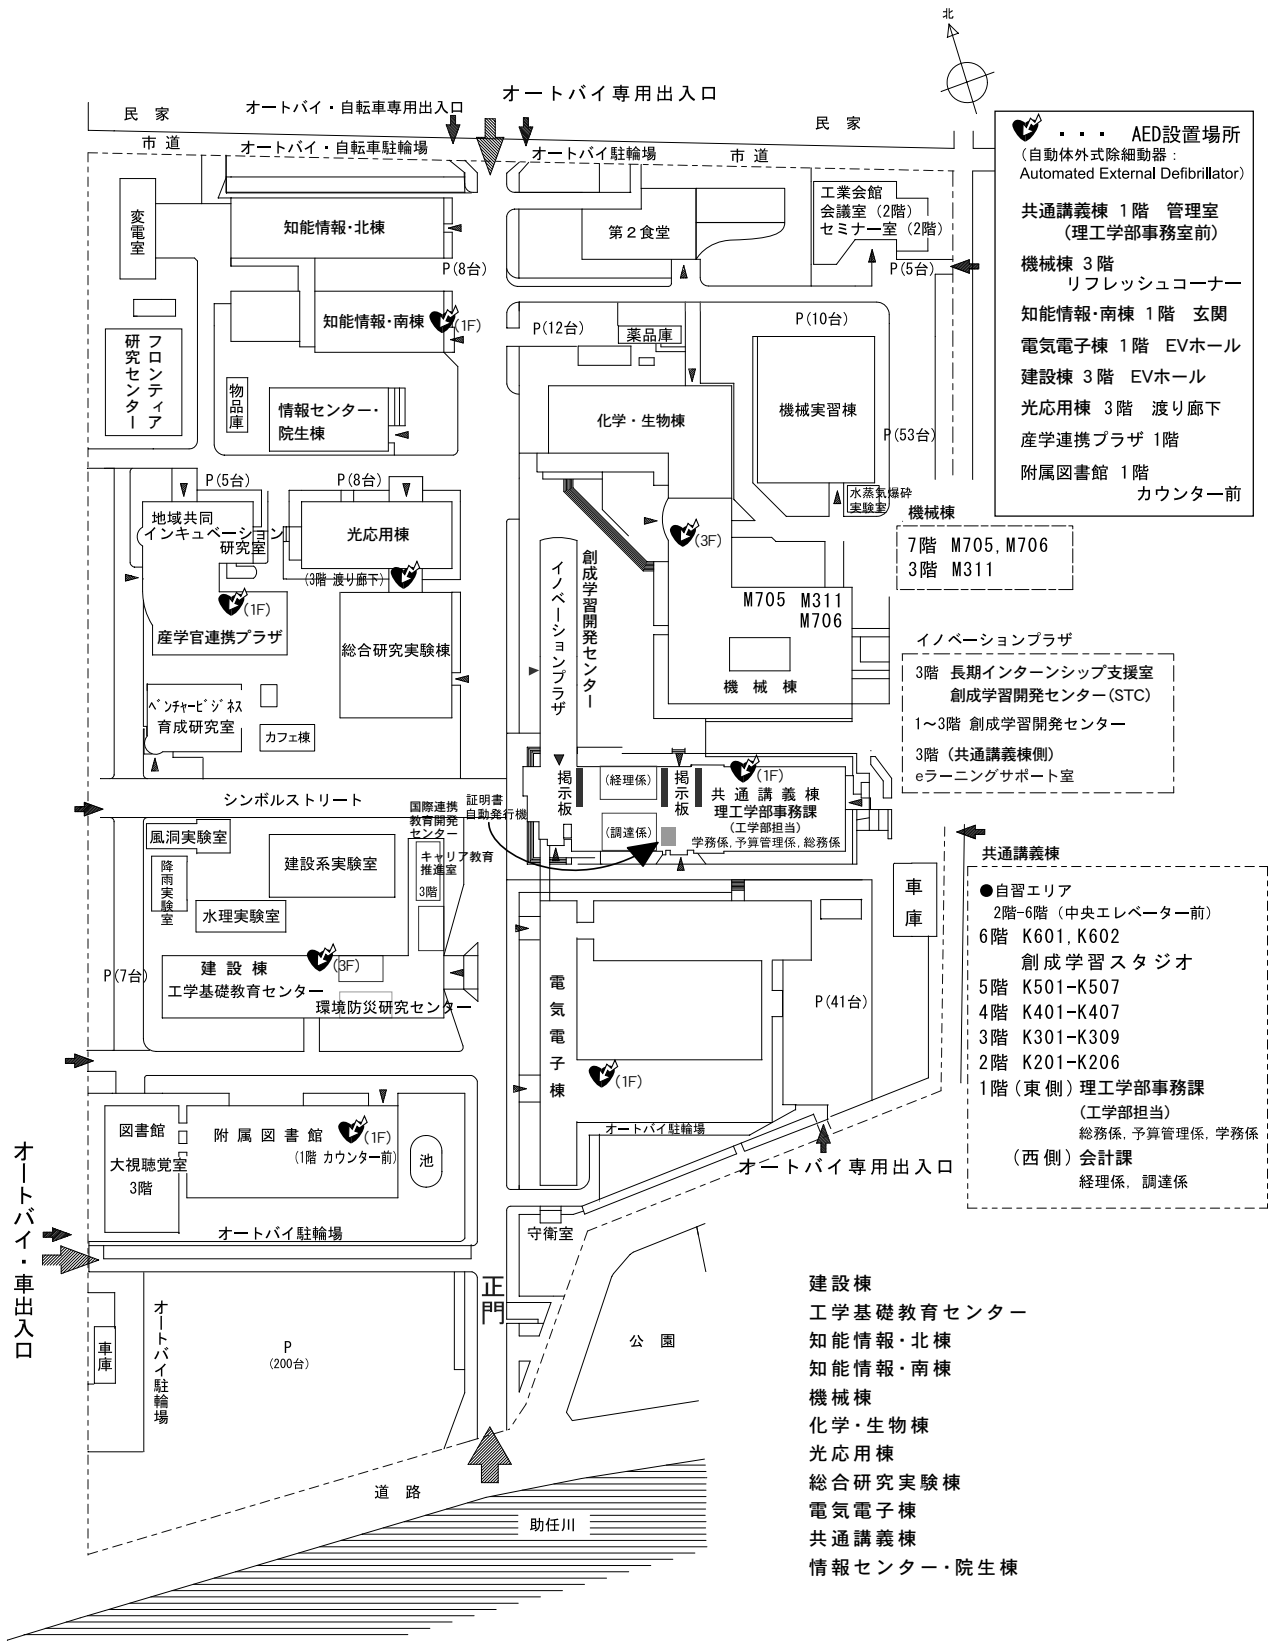 北
オートバイ専用出入口
オートバイ・自転車専用出入口
民 家
民 家
市 道
オートバイ・自転車駐輪場
オートバイ駐輪場
市 道
・・・ AED設置場所
(自動体外式除細動器：
Automated External Defibrillator)
共通講義棟 1階 管理室
(理工学部事務室前)
機械棟 3階
リフレッシュコーナー
知能情報・南棟 1階 玄関
電気電子棟 1階 EVホール
建設棟 3階 EVホール
光応用棟 3階 渡り廊下
産学連携プラザ 1階
附属図書館 1階
カウンター前
変電室
知能情報・北棟
P(8台)
第２食堂
工業会館
会議室（2階）
セミナー室（2階）
P(5台)
知能情報・南棟
(1F)
P(12台)
薬品庫
P(10台)
フロンティア
研究センター
物品庫
情報センター・
院生棟
化学・生物棟
機械実習棟
P(53台)
P(5台)
P(8台)
水蒸気爆砕
実験室
地域共同
インキュベーション
研究室
光応用棟
(3階 渡り廊下)
(3F)
機械棟
7階 M705, M706
3階 M311
(1F)
産学官連携プラザ
総合研究実験棟
イノベーションプラザ
創成学習開発センター
M705 M311
M706
機 械 棟
イノベーションプラザ
3階 長期インターンシップ支援室
創成学習開発センター(STC)
1～3階 創成学習開発センター
3階（共通講義棟側）
eラーニングサポート室
ベンチャービジネス
育成研究室
カフェ棟
シンボルストリート
掲示板
(経理係)
掲示板
(1F)
共 通 講 義 棟
理工学部事務課
(工学部担当)
学務係, 予算管理係, 総務係
(調達係)
証明書
自動発行機
国際連携
教育開発
センター
キャリア教育
推進室
3階
風洞実験室
降雨実験室
建設系実験室
水理実験室
P(7台)
(3F)
建 設 棟
工学基礎教育センター
環境防災研究センター
電気電子棟
(1F)
車庫
P(41台)
共通講義棟
●自習エリア
2階-6階（中央エレベーター前）
6階 K601, K602
創成学習スタジオ
5階 K501-K507
4階 K401-K407
3階 K301-K309
2階 K201-K206
1階(東側) 理工学部事務課
(工学部担当)
総務係, 予算管理係, 学務係
(西側) 会計課
経理係, 調達係
図書館
大視聴覚室
3階
附属図書館
(1F)
(1階 カウンター前)
池
オートバイ駐輪場
オートバイ専用出入口
オートバイ駐輪場
守衛室
オートバイ・車出入口
正門
車庫
オートバイ駐輪場
P
(200台)
公 園
道 路
助任川
建設棟
工学基礎教育センター
知能情報・北棟
知能情報・南棟
機械棟
化学・生物棟
光応用棟
総合研究実験棟
電気電子棟
共通講義棟
情報センター・院生棟